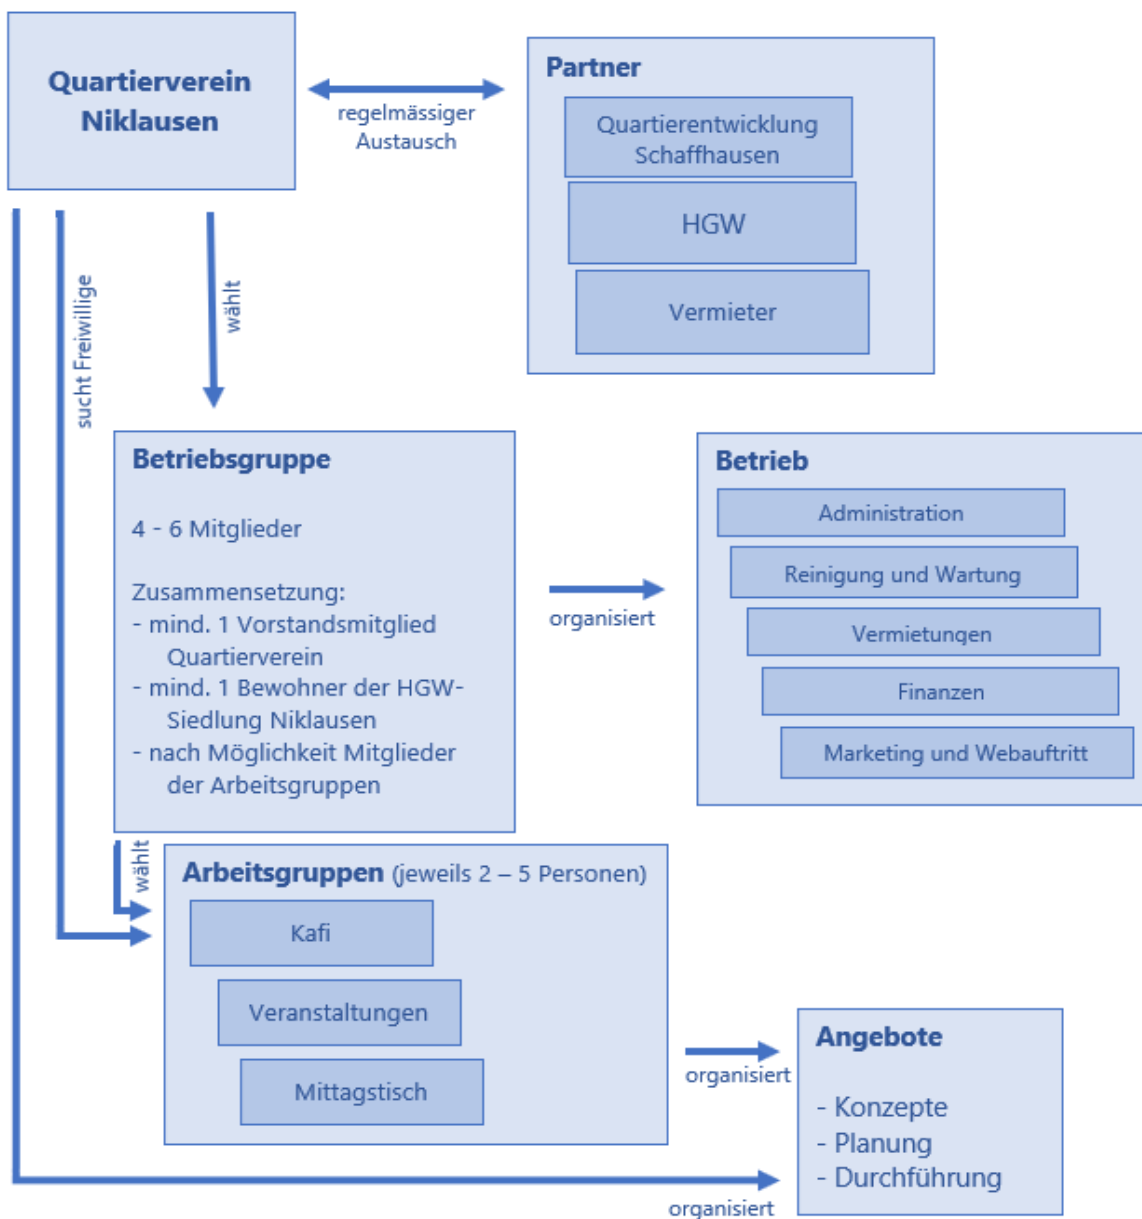 Quartierverein
Niklausen
regelmässiger
Austausch
Partner
Quartierentwicklung
Schaffhausen
HGW
Vermieter
sucht Freiwillige
wählt
Betriebsgruppe
4 - 6 Mitglieder
Zusammensetzung:
- mind. 1 Vorstandsmitglied
Quartierverein
- mind. 1 Bewohner der HGW-
Siedlung Niklausen
- nach Möglichkeit Mitglieder
der Arbeitsgruppen
organisiert
Betrieb
Administration
Reinigung und Wartung
Vermietungen
Finanzen
Marketing und Webauftritt
wählt
Arbeitsgruppen (jeweils 2 – 5 Personen)
Kafi
Veranstaltungen
Mittagstisch
organisiert
Angebote
- Konzepte
- Planung
- Durchführung
organisiert